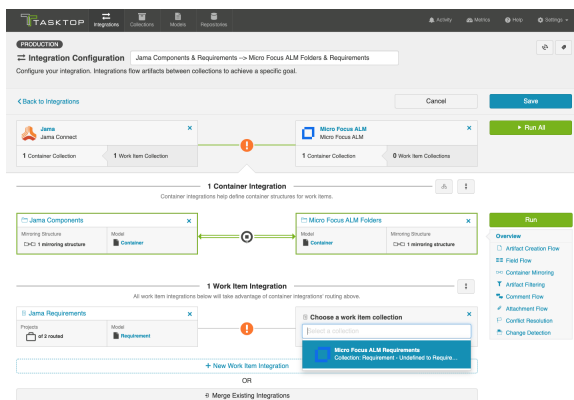 TASKTOP
Integrations
Collections
Models
Repositories
Activity
Metrics
Help
Settings
PRODUCTION
Integration Configuration
Jama Components & Requirements --> Micro Focus ALM Folders & Requirements
Configure your integration. Integrations flow artifacts between collections to achieve a specific goal.
Back to Integrations
Cancel
Save
Jama
Jama Connect
Micro Focus ALM
Micro Focus ALM
Run All
1 Container Collection
1 Work Item Collection
1 Container Collection
0 Work Item Collections
1 Container Integration
Container integrations help define container structures for work items.
Jama Components
Mirroring Structure
1 mirroring structure
Model
Container
Micro Focus ALM Folders
Model
Container
Mirroring Structure
1 mirroring structure
Run
Overview
Artifact Creation Flow
Field Flow
Container Mirroring
Artifact Filtering
Comment Flow
Attachment Flow
Conflict Resolution
Change Detection
1 Work Item Integration
All work item integrations below will take advantage of container integrations' routing above.
Jama Requirements
Projects
of 2 routed
Model
Requirement
Choose a work item collection
Select a collection
Micro Focus ALM Requirements
Collection: Requirement - Undefined to Require...
+ New Work Item Integration
OR
Merge Existing Integrations